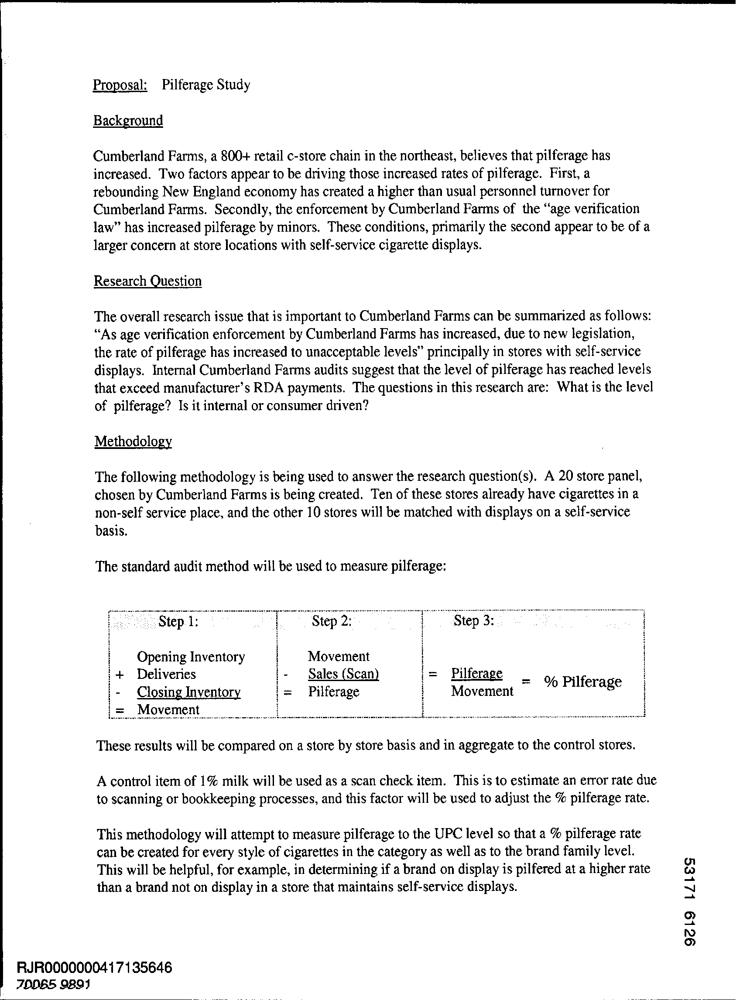 Proposal: Pilferage Study
Background
Cumberland Farms, a 800+ retail c-store chain in the northeast, believes that pilferage has
increased. Two factors appear to be driving those increased rates of pilferage. First, a
rebounding New England economy has created a higher than usual personnel turnover for
Cumberland Farms. Secondly, the enforcement by Cumberland Farms of the “age verification
law” has increased pilferage by minors. These conditions, primarily the second appear to be of a
larger concern at store locations with self-service cigarette displays.
Research Question
The overall research issue that is important to Cumberland Farms can be summarized as follows:
“As age verification enforcement by Cumberland Farms has increased, due to new legislation,
the rate of pilferage has increased to unacceptable levels” principally in stores with self-service
displays. Internal Cumberland Farms audits suggest that the level of pilferage has reached levels
that exceed manufacturer's RDA payments. The questions in this research are: What is the level
of pilferage? Is it internal or consumer driven?
Methodology
The following methodology is being used to answer the research question(s). A 20 store panel,
chosen by Cumberland Farms is being created. Ten of these stores already have cigarettes in a
non-self service place, and the other 10 stores will be matched with displays on a self-service
basis.
The standard audit method will be used to measure pilferage:
Step 1:
Opening Inventory
+ Deliveries
- Closing Inventory
= Movement
Step 2:
Movement
- Sales (Scan)
= Pilferage
Step 3:
= Pilferage = % Pilferage
Movement
These results will be compared on a store by store basis and in aggregate to the control stores.
A control item of 1% milk will be used as a scan check item. This is to estimate an error rate due
to scanning or bookkeeping processes, and this factor will be used to adjust the % pilferage rate.
This methodology will attempt to measure pilferage to the UPC level so that a % pilferage rate
can be created for every style of cigarettes in the category as well as to the brand family level.
This will be helpful, for example, in determining if a brand on display is pilfered at a higher rate
than a brand not on display in a store that maintains self-service displays.
53171 6126
RJR0000000417135646
70065 9891